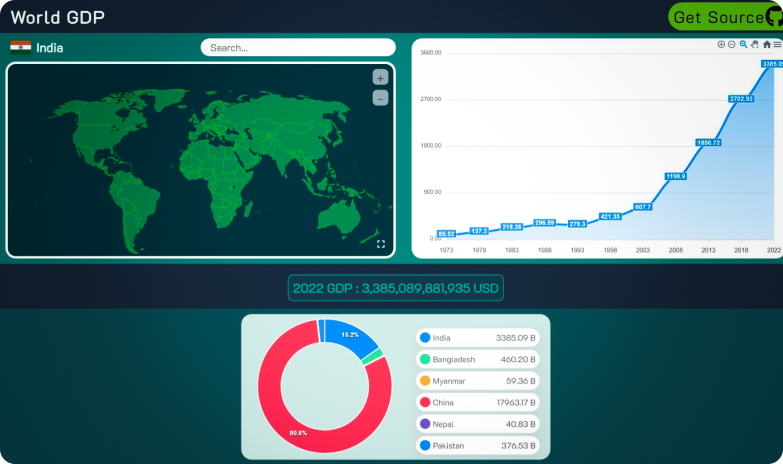 World GDP
Get Source
India
Search...
+
-
3600.00
2700.00
1800.00
900.00
0.00
85.52
137.3
218.26
296.59
279.3
421.35
607.7
1198.9
1856.72
2702.93
3385.09
1973
1978
1983
1988
1993
1998
2003
2008
2013
2018
2022
2022 GDP : 3,385,089,881,935 USD
15.2%
80.6%
India 3385.09 B
Bangladesh 460.20 B
Myanmar 59.36 B
China 17963.17 B
Nepal 40.83 B
Pakistan 376.53 B